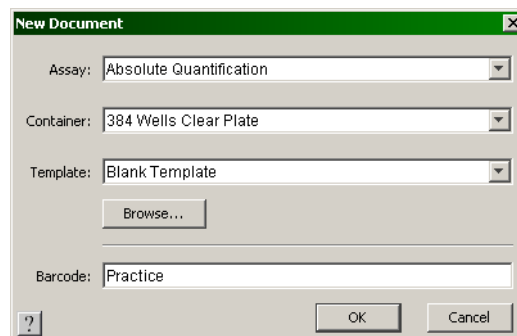 New Document
Assay: Absolute Quantification
Container: 384 Wells Clear Plate
Template: Blank Template
Browse...
Barcode: Practice
? OK Cancel